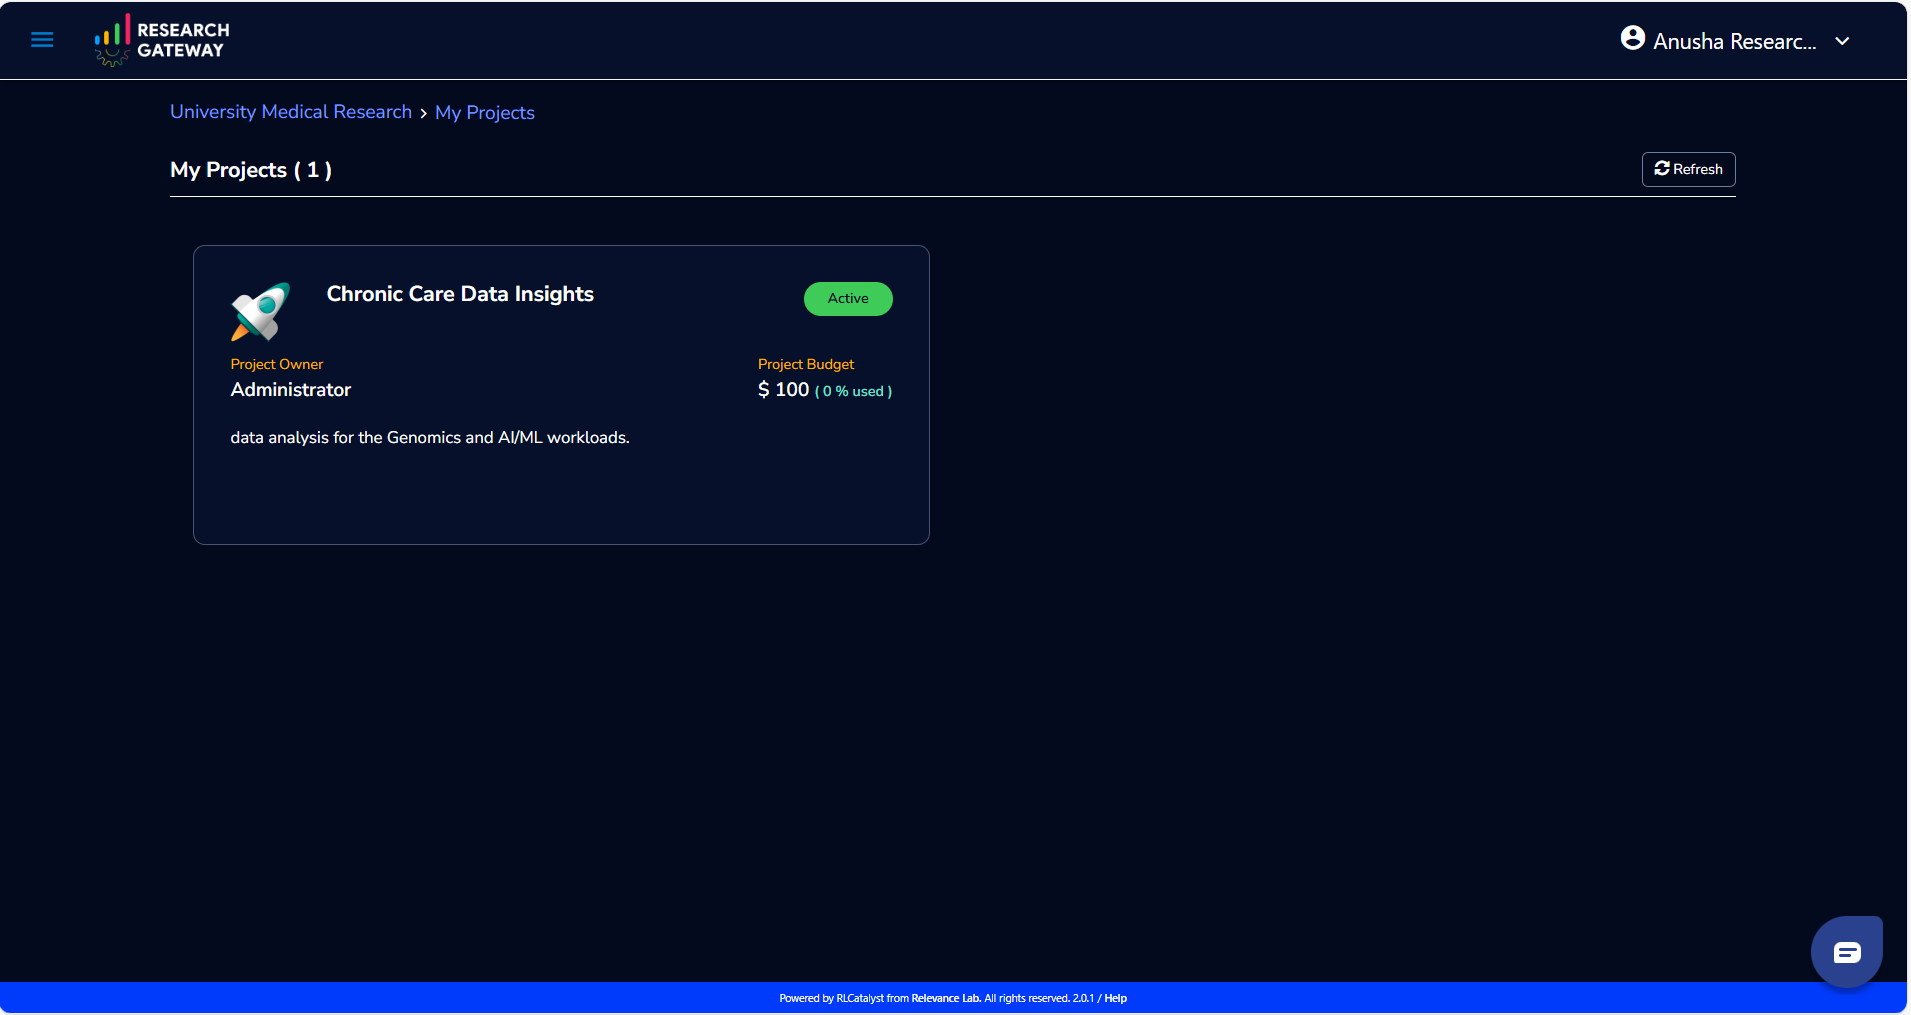 RESEARCH
GATEWAY
Anusha Researc...
University Medical Research › My Projects
My Projects ( 1 )
Refresh
Chronic Care Data Insights
Active
Project Owner
Project Budget
Administrator
$ 100 ( 0 % used )
data analysis for the Genomics and AI/ML workloads.
Powered by RLCatalyst from Relevance Lab. All rights reserved. 2.0.1 / Help